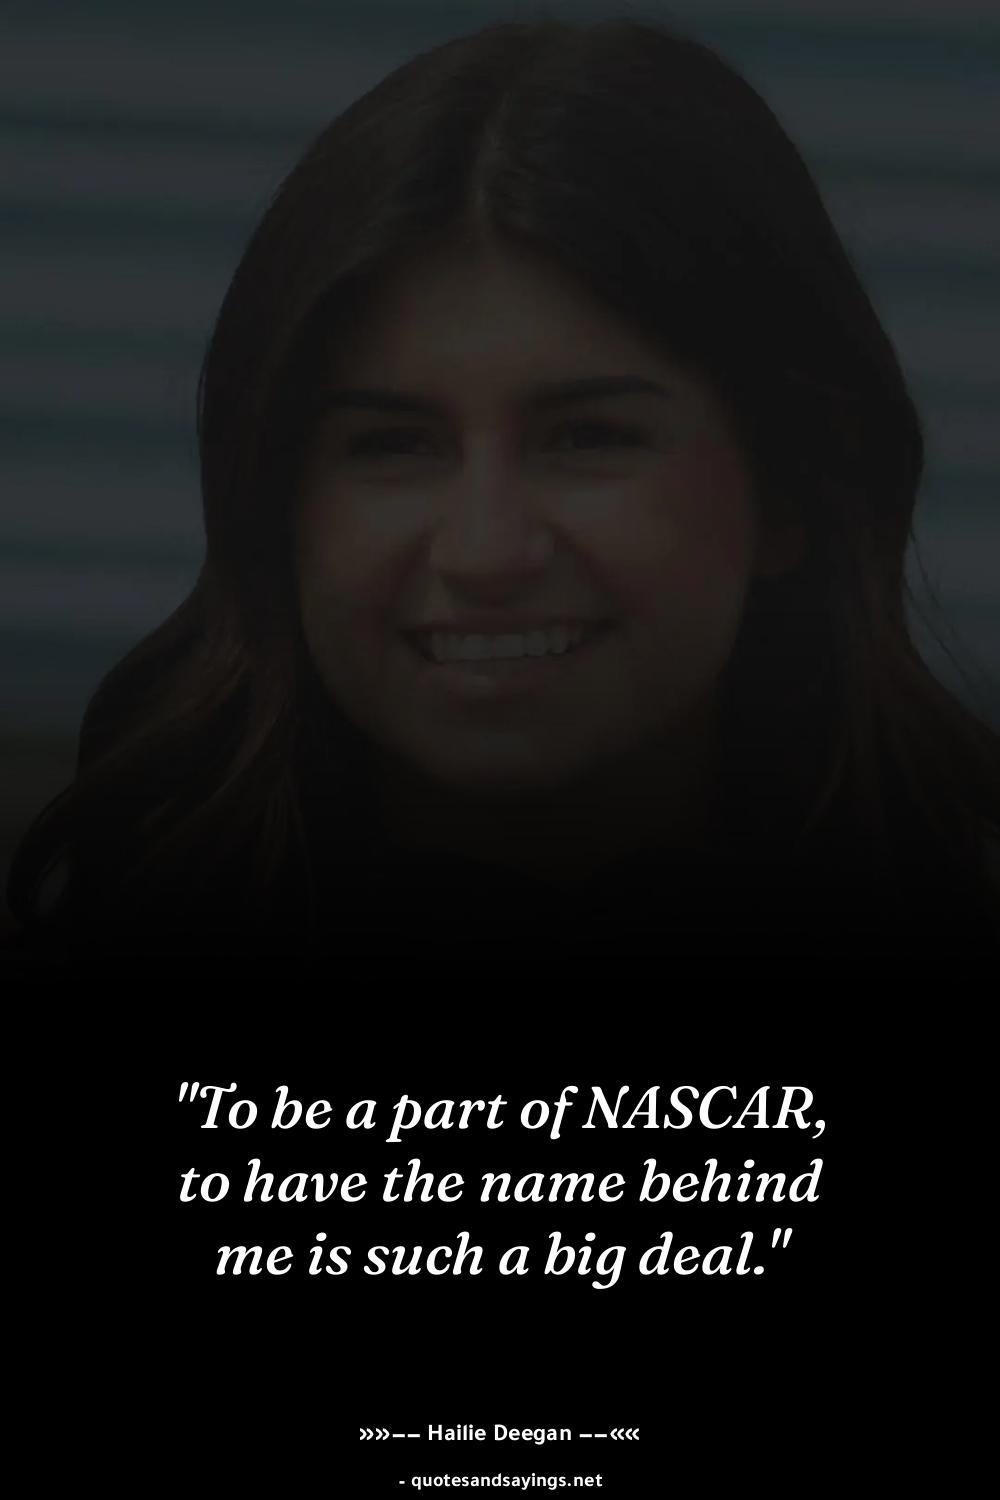 "To be a part of NASCAR,
to have the name behind
me is such a big deal."
»»−− Hailie Deegan −−««
- quotesandsayings.net